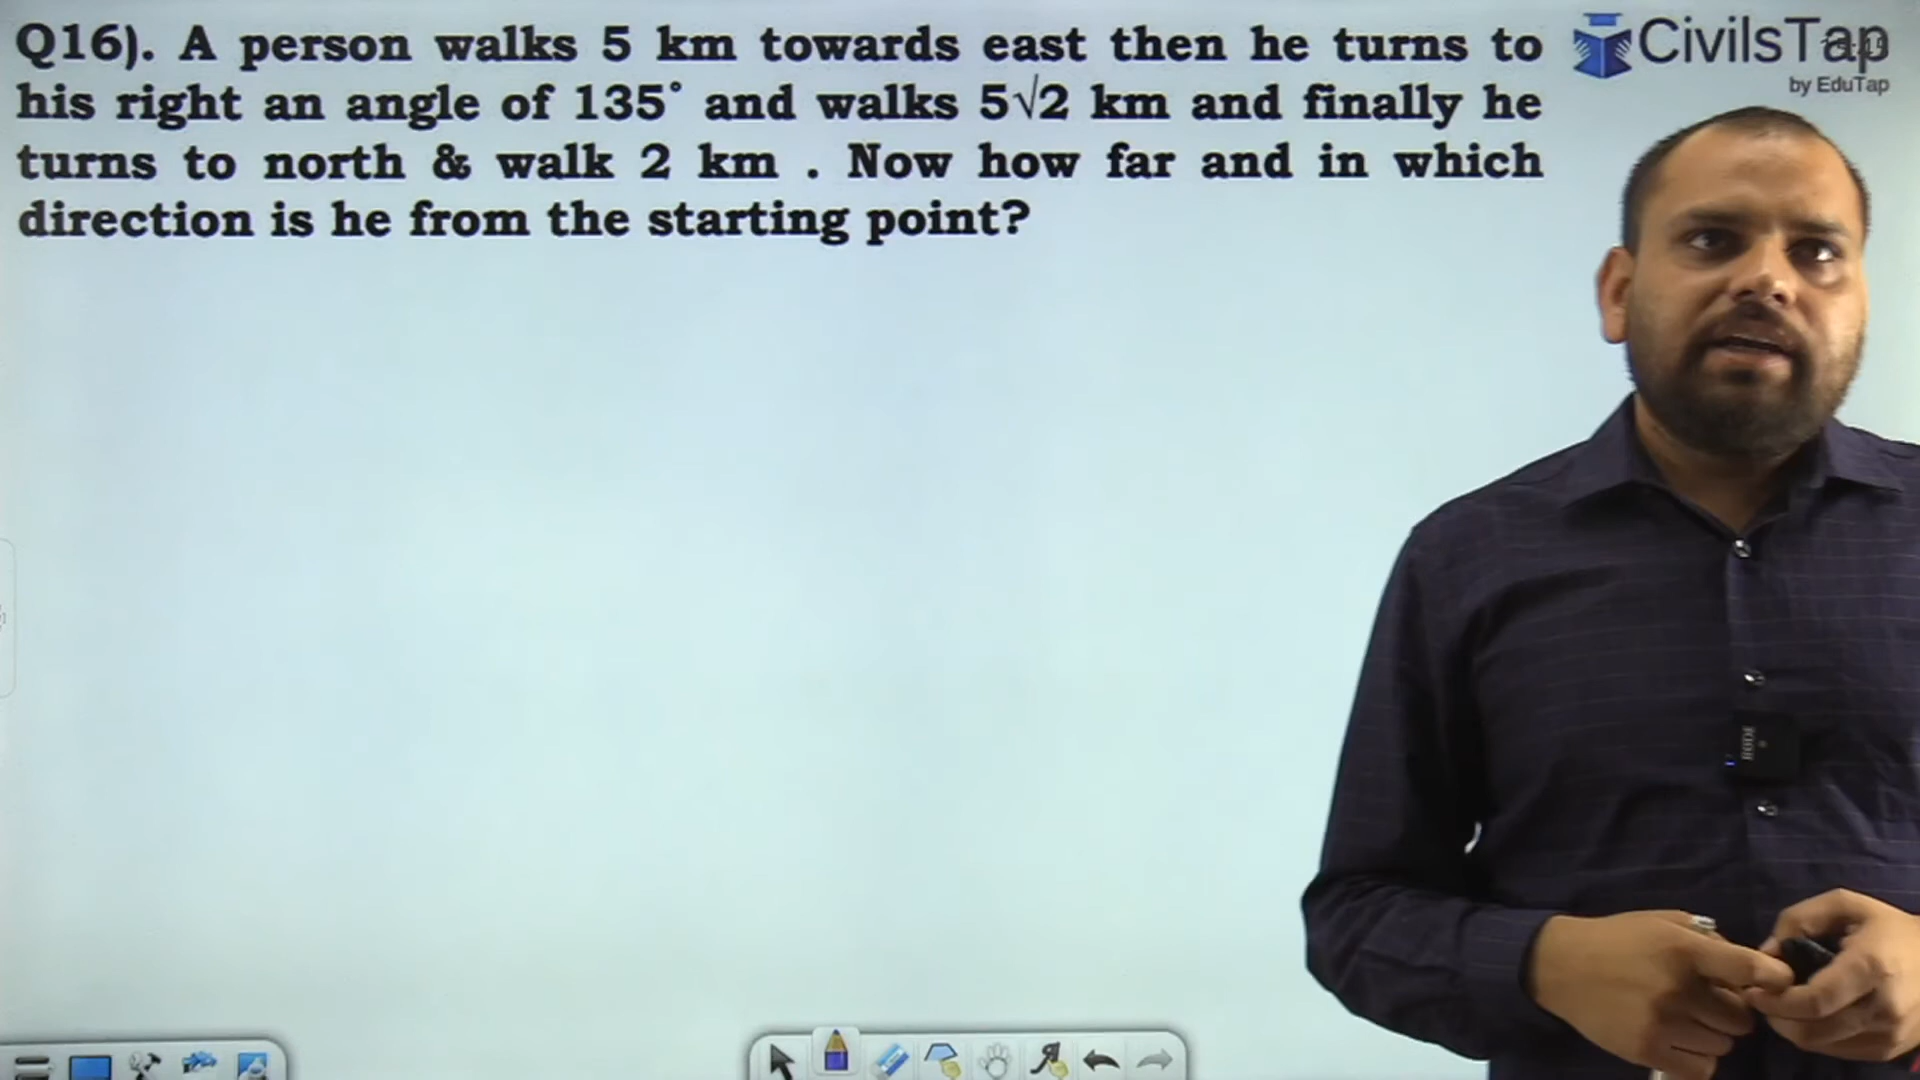 Q16). A person walks 5 km towards east then he turns to
his right an angle of 135° and walks 5√2 km and finally he
turns to north & walk 2 km . Now how far and in which
direction is he from the starting point?
CivilsTap
by EduTap
RODE